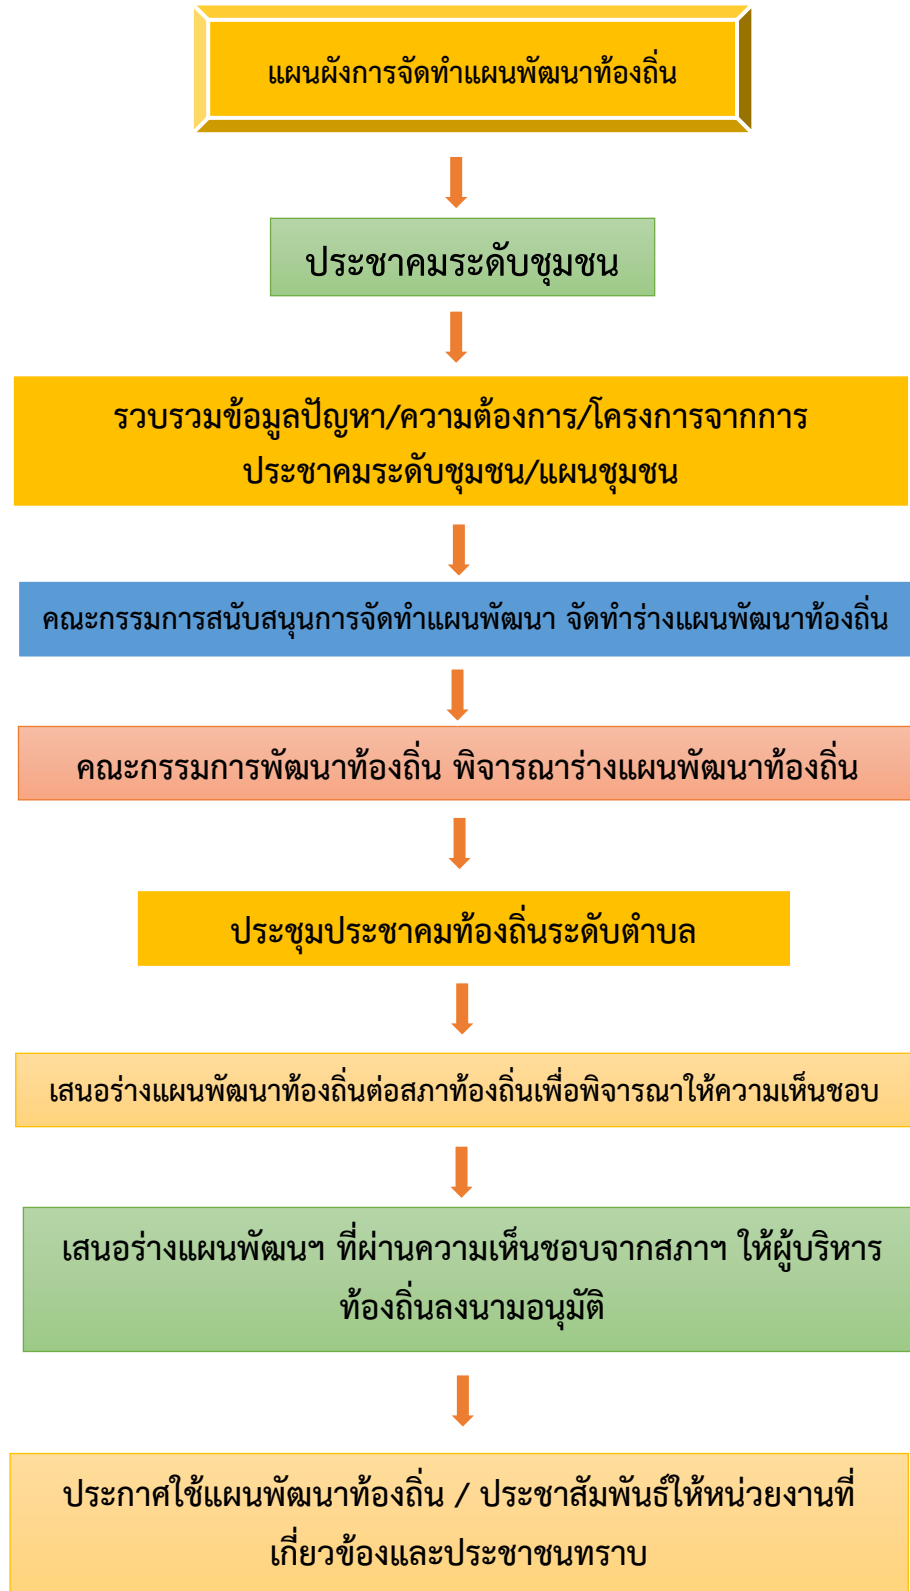 แผนผังการจัดทำแผนพัฒนาท้องถิ่น
ประชาคมระดับชุมชน
รวบรวมข้อมูลปัญหา/ความต้องการ/โครงการจากการ
ประชาคมระดับชุมชน/แผนชุมชน
คณะกรรมการสนับสนุนการจัดทำแผนพัฒนา จัดทำร่างแผนพัฒนาท้องถิ่น
คณะกรรมการพัฒนาท้องถิ่น พิจารณาร่างแผนพัฒนาท้องถิ่น
ประชุมประชาคมท้องถิ่นระดับตำบล
เสนอร่างแผนพัฒนาท้องถิ่นต่อสภาท้องถิ่นเพื่อพิจารณาให้ความเห็นชอบ
เสนอร่างแผนพัฒนฯ ที่ผ่านความเห็นชอบจากสภาฯ ให้ผู้บริหาร
ท้องถิ่นลงนามอนุมัติ
ประกาศใช้แผนพัฒนาท้องถิ่น / ประชาสัมพันธ์ให้หน่วยงานที่
เกี่ยวข้องและประชาชนทราบ